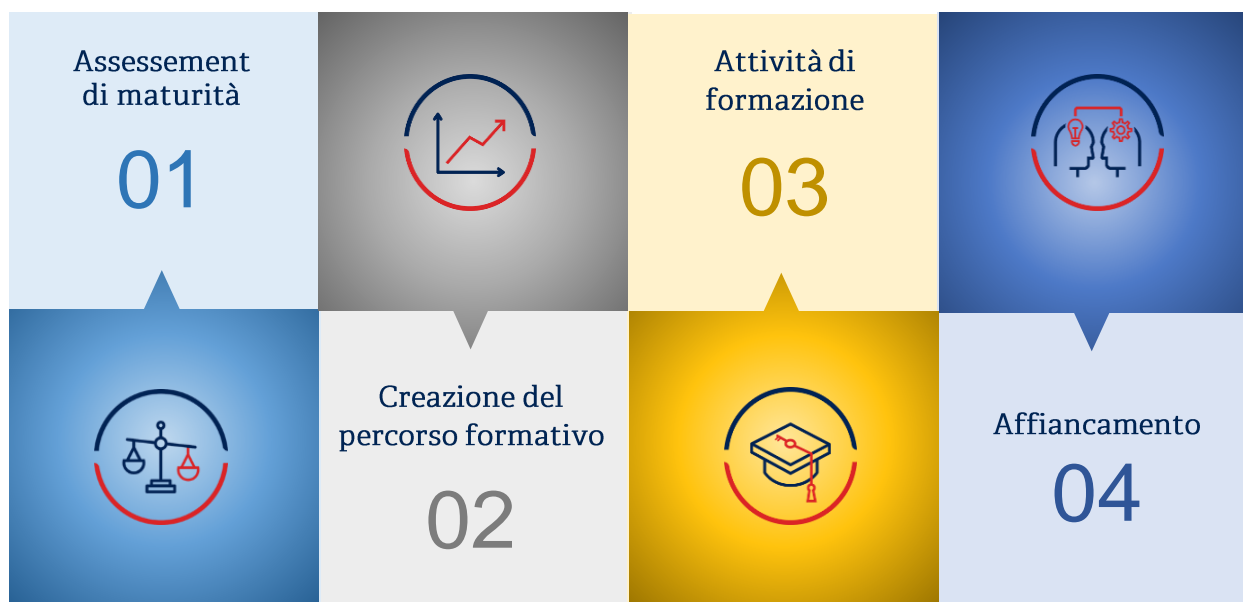 Assessement
di maturità
01
Creazione del
percorso formativo
02
Attività di
formazione
03
Affiancamento
04